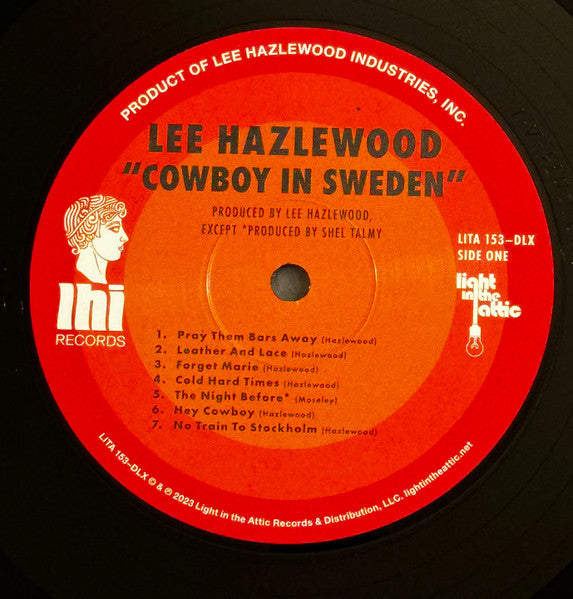 PRODUCT OF LEE HAZLEWOOD INDUSTRIES, INC.
LEE HAZLEWOOD
"COWBOY IN SWEDEN"
PRODUCED BY LEE HAZLEWOOD,
EXCEPT *PRODUCED BY SHEL TALMY
LITA 153–DLX
SIDE ONE
light
in the
attic
lhi
RECORDS
1. Pray Them Bars Away (Hazlewood)
2. Leather And Lace (Hazlewood)
3. Forget Marie (Hazlewood)
4. Cold Hard Times (Hazlewood)
5. The Night Before* (Moseley)
6. Hey Cowboy (Hazlewood)
7. No Train To Stockholm (Hazlewood)
LITA 153–DLX © & ℗ 2023 Light in the Attic Records & Distribution, LLC. lightintheattic.net